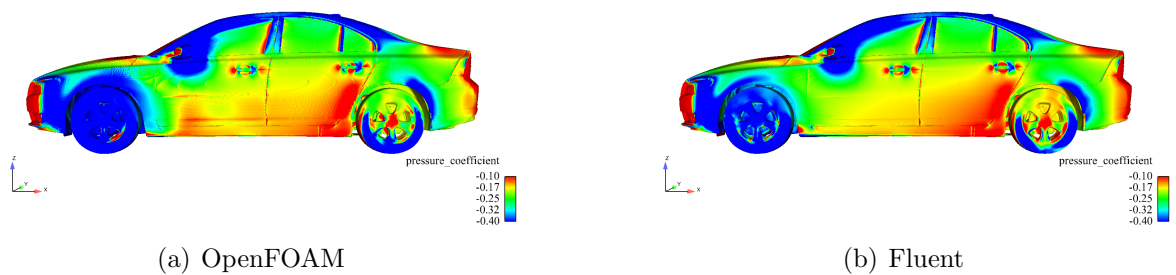 pressure_coefficient
-0.10
-0.17
-0.25
-0.32
-0.40
Z
Y
X
(a) OpenFOAM
pressure_coefficient
-0.10
-0.17
-0.25
-0.32
-0.40
Z
Y
X
(b) Fluent